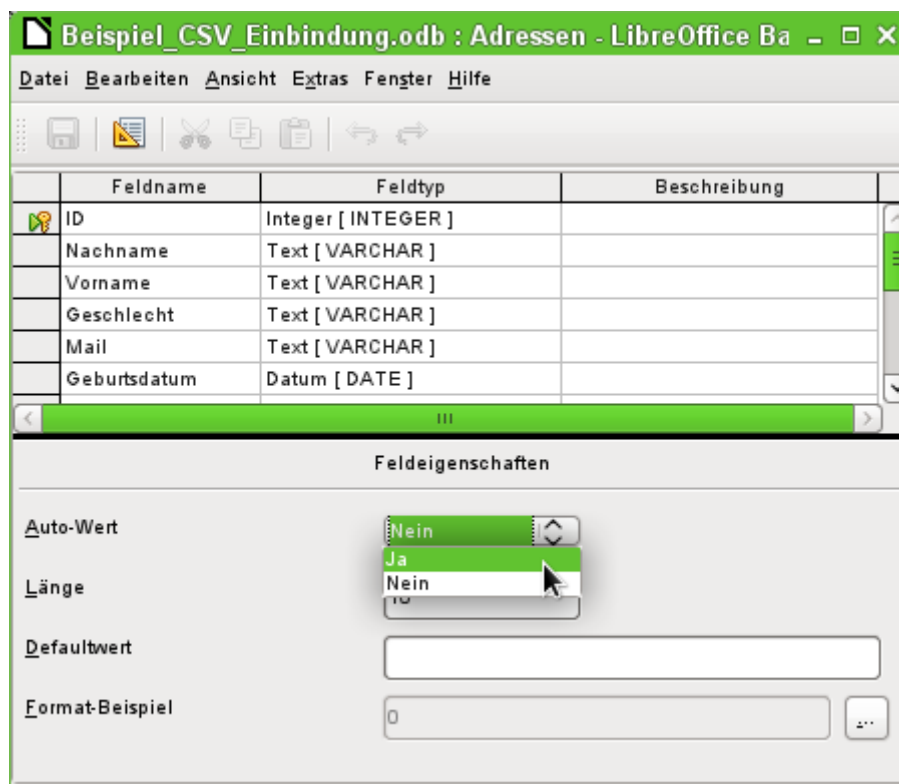 Beispiel_CSV_Einbindung.odb : Adressen - LibreOffice Ba
Datei Bearbeiten Ansicht Extras Fenster Hilfe
Feldname Feldtyp Beschreibung
ID Integer [ INTEGER ]
Nachname Text [ VARCHAR ]
Vorname Text [ VARCHAR ]
Geschlecht Text [ VARCHAR ]
Mail Text [ VARCHAR ]
Geburtsdatum Datum [ DATE ]
Feldeigenschaften
Auto-Wert Nein
Ja
Nein
Länge
Defaultwert
Format-Beispiel 0 ...